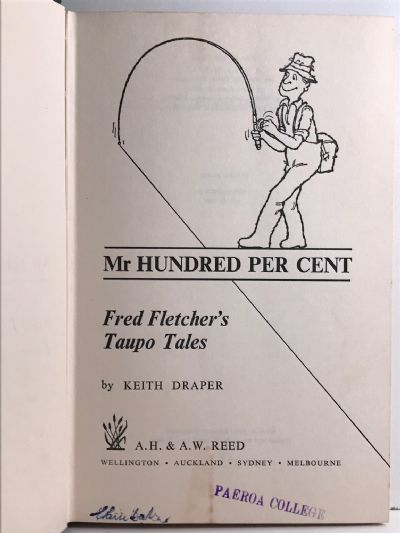 Mr HUNDRED PER CENT
Fred Fletcher's
Taupo Tales
by KEITH DRAPER
A.H. & A.W. REED
WELLINGTON • AUCKLAND • SYDNEY • MELBOURNE
PAEROA COLLEGE